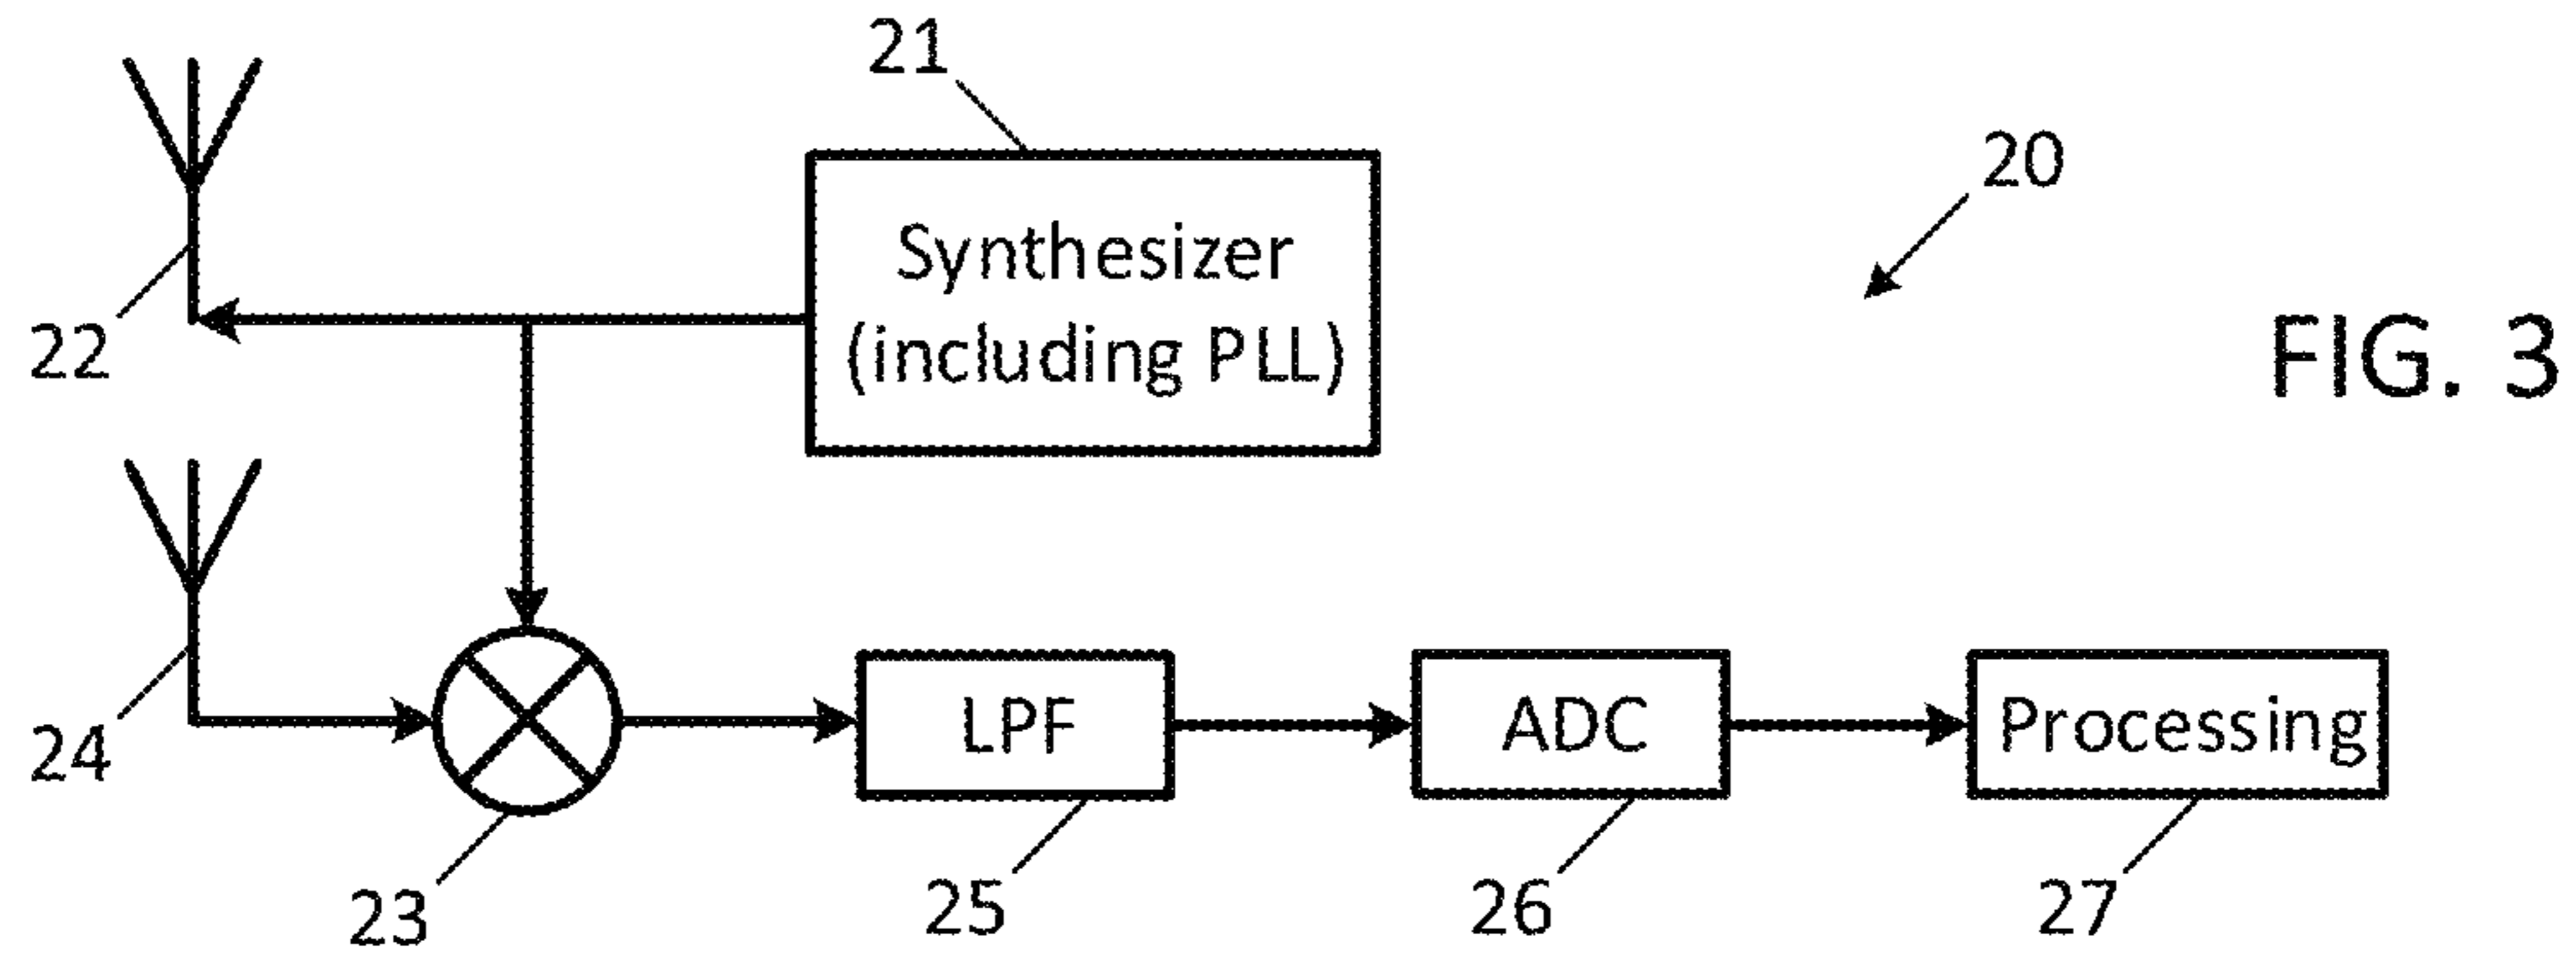 21
20
Synthesizer
(including PLL)
22
FIG. 3
24
LPF
ADC
Processing
23
25
26
27